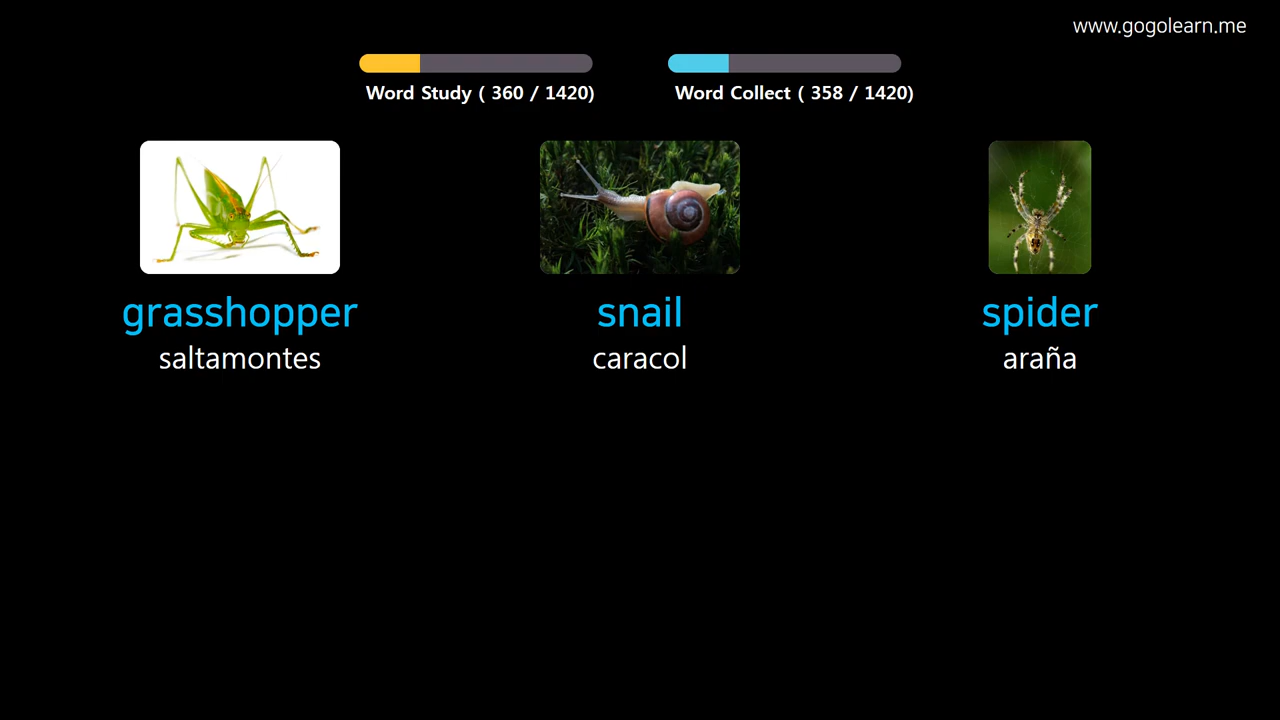 www.gogolearn.me
Word Study ( 360 / 1420)
Word Collect ( 358 / 1420)
grasshopper
saltamontes
snail
caracol
spider
araña